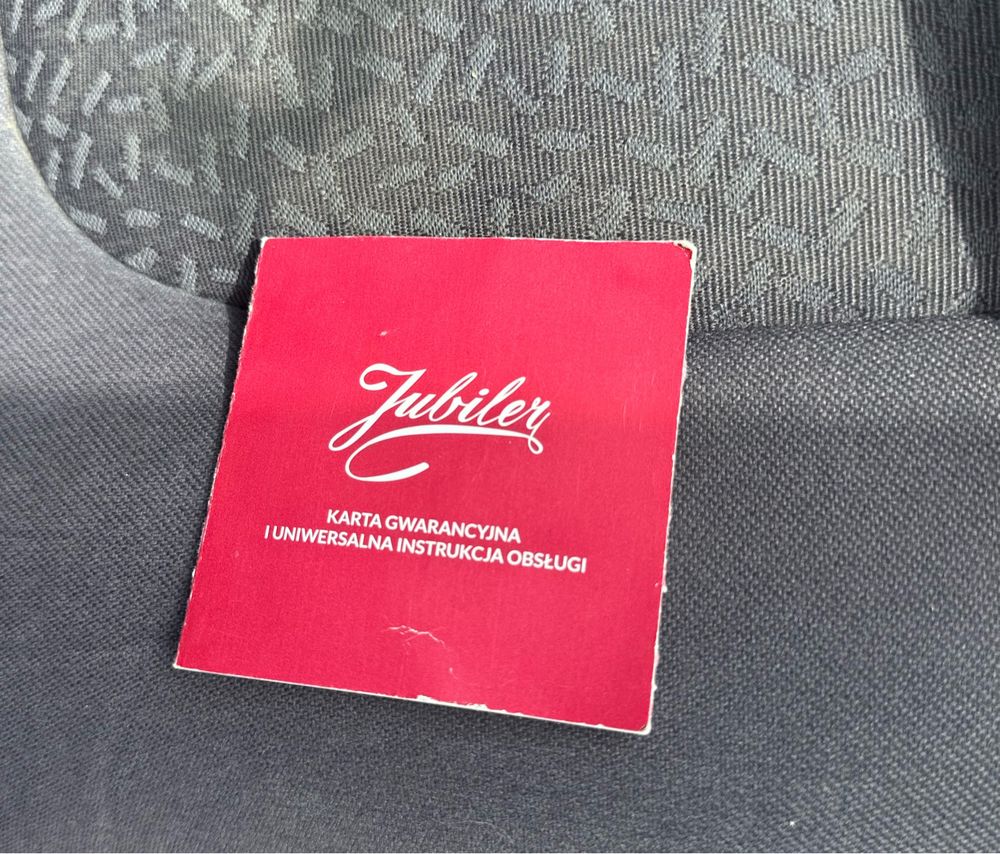 Jubiler
KARTA GWARANCYJNA
I UNIWERSALNA INSTRUKCJA OBSŁUGI